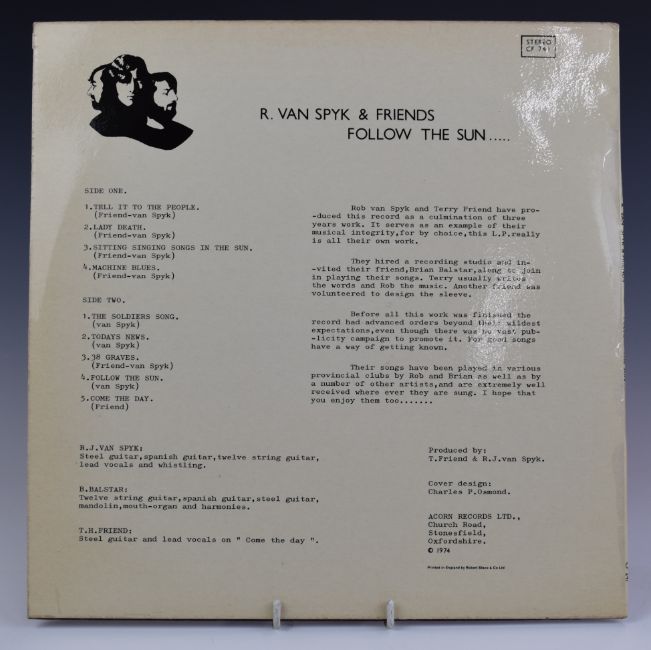 STEREO
CF 741
R. VAN SPYK & FRIENDS
FOLLOW THE SUN.....
SIDE ONE.
1.TELL IT TO THE PEOPLE.
(Friend-van Spyk)
2.LADY DEATH.
(Friend-van Spyk)
3.SITTING SINGING SONGS IN THE SUN.
(Friend-van Spyk)
4.MACHINE BLUES.
(Friend-van Spyk)
SIDE TWO.
1.THE SOLDIERS SONG.
(van Spyk)
2.TODAYS NEWS.
(van Spyk)
3.38 GRAVES.
(Friend-van Spyk)
4.FOLLOW THE SUN.
(van Spyk)
5.COME THE DAY.
(Friend)
Rob van Spyk and Terry Friend have pro-
-duced this record as a culmination of three
years work. It serves as an example of their
musical integrity,for by choice,this L.P.really
is all their own work.
They hired a recording studio and in-
-vited their friend,Brian Balstar,along to join
in playing their songs. Terry usually writes
the words and Rob the music. Another friend was
volunteered to design the sleeve.
Before all this work was finished the
record had advanced orders beyond their wildest
expectations,even though there was no vast pub-
-licity campaign to promote it. For good songs
have a way of getting known.
Their songs have been played in various
provincial clubs by Rob and Brian as well as by
a number of other artists,and are extremely well
received where ever they are sung. I hope that
you enjoy them too.......
R.J.VAN SPYK:
Steel guitar,spanish guitar,twelve string guitar,
lead vocals and whistling.
B.BALSTAR:
Twelve string guitar,spanish guitar,steel guitar,
mandolin,mouth-organ and harmonies.
T.H.FRIEND:
Steel guitar and lead vocals on " Come the day ".
Produced by:
T.Friend & R.J.van Spyk.
Cover design:
Charles P.Osmond.
ACORN RECORDS LTD.,
Church Road,
Stonesfield,
Oxfordshire.
© 1974
Printed in England by Robert Stace & Co Ltd